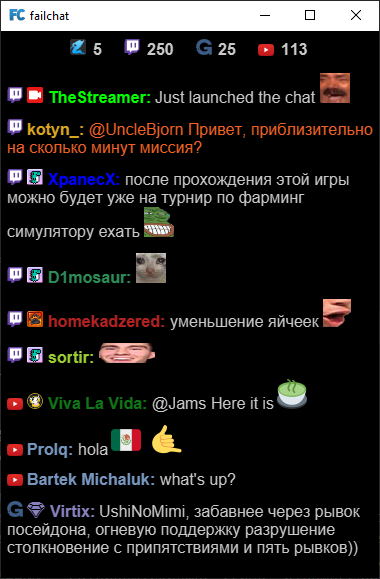 failchat
5 250 25 113
TheStreamer: Just launched the chat
kotyn_: @UncleBjorn Привет, приблизительно
на сколько минут миссия?
XpanecX: после прохождения этой игры
можно будет уже на турнир по фарминг
симулятору ехать
D1mosaur:
homekadzered: уменьшение яйчеек
sortir:
Viva La Vida: @Jams Here it is
Prolq: hola
Bartek Michaluk: what's up?
Virtix: UshiNoMimi, забавнее через рывок
посейдона, огневую поддержку разрушение
столкновение с припятствиями и пять рывков))